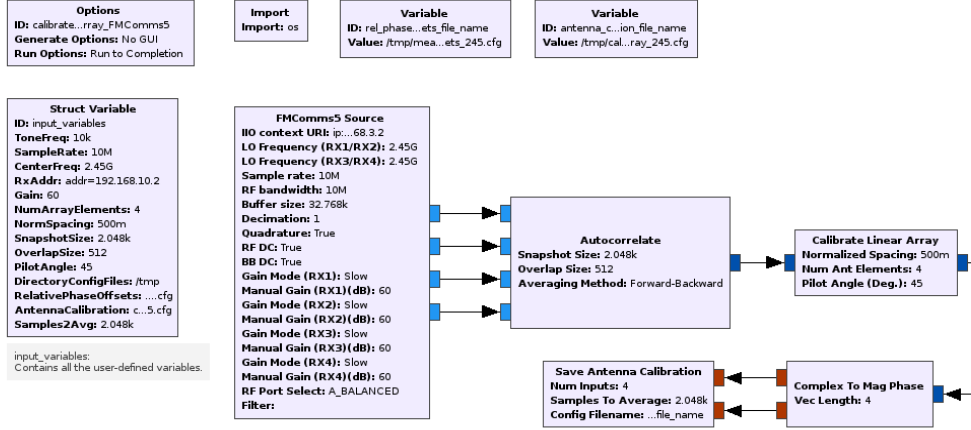 Options
ID: calibrate...rray_FMComms5
Generate Options: No GUI
Run Options: Run to Completion
Import
Import: os
Variable
ID: rel_phase...ets_file_name
Value: /tmp/mea...ets_245.cfg
Variable
ID: antenna_c...ion_file_name
Value: /tmp/cal...ray_245.cfg
Struct Variable
ID: input_variables
ToneFreq: 10k
SampleRate: 10M
CenterFreq: 2.45G
RxAddr: addr=192.168.10.2
Gain: 60
NumArrayElements: 4
NormSpacing: 500m
SnapshotSize: 2.048k
OverlapSize: 512
PilotAngle: 45
DirectoryConfigFiles: /tmp
RelativePhaseOffsets: ....cfg
AntennaCalibration: c...5.cfg
Samples2Avg: 2.048k
input_variables:
Contains all the user-defined variables.
FMComms5 Source
IIO context URI: ip:...68.3.2
LO Frequency (RX1/RX2): 2.45G
LO Frequency (RX3/RX4): 2.45G
Sample rate: 10M
RF bandwidth: 10M
Buffer size: 32.768k
Decimation: 1
Quadrature: True
RF DC: True
BB DC: True
Gain Mode (RX1): Slow
Manual Gain (RX1)(dB): 60
Gain Mode (RX2): Slow
Manual Gain (RX2)(dB): 60
Gain Mode (RX3): Slow
Manual Gain (RX3)(dB): 60
Gain Mode (RX4): Slow
Manual Gain (RX4)(dB): 60
RF Port Select: A_BALANCED
Filter:
Autocorrelate
Snapshot Size: 2.048k
Overlap Size: 512
Averaging Method: Forward-Backward
Calibrate Linear Array
Normalized Spacing: 500m
Num Ant Elements: 4
Pilot Angle (Deg.): 45
Save Antenna Calibration
Num Inputs: 4
Samples To Average: 2.048k
Config Filename: ...file_name
Complex To Mag Phase
Vec Length: 4